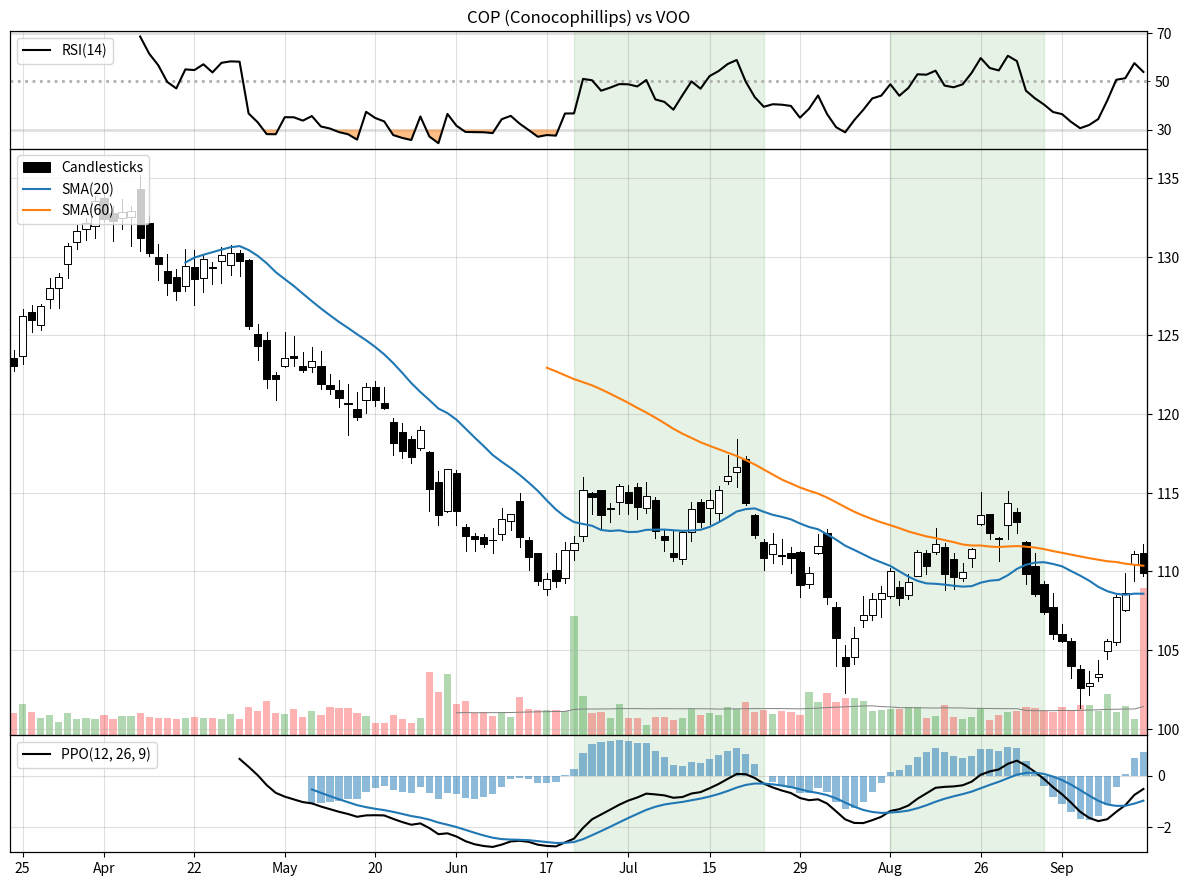 COP (Conocophillips) vs VOO
RSI(14)
70
50
30
Candlesticks
SMA(20)
SMA(60)
135
130
125
120
115
110
105
100
PPO(12, 26, 9)
0
−2
25 Apr 22 May 20 Jun 17 Jul 15 29 Aug 26 Sep